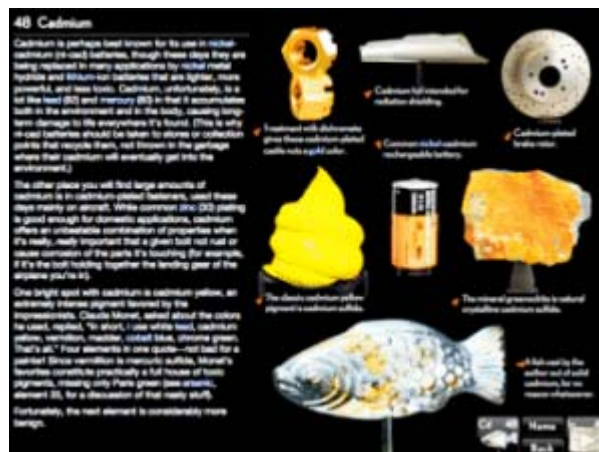 48 Cadmium
Cadmium is perhaps best known for its use in nickel-
cadmium (ni-cad) batteries, though these days they are
being replaced in many applications by nickel metal
hydride and lithium-ion batteries that are lighter, more
powerful, and less toxic. Cadmium, unfortunately, is a
lot like lead (82) and mercury (80) in that it accumulates
both in the environment and in the body, causing long-
term damage to life everywhere it's found. (This is why
ni-cad batteries should be taken to stores or collection
points that recycle them, not thrown in the garbage
where their cadmium will eventually get into the
environment.)
The other place you will find large amounts of
cadmium is in cadmium-plated fasteners, used these
days mainly on aircraft. While common zinc (30) plating
is good enough for domestic applications, cadmium
offers an unbeatable combination of properties when
it's really, really important that a given bolt not rust or
cause corrosion of the parts it's touching (for example,
if it's the bolt holding together the landing gear of the
airplane you're in).
One bright spot with cadmium is cadmium yellow, an
extremely intense pigment favored by the
impressionists. Claude Monet, asked about the colors
he used, replied, "In short, I use white lead, cadmium
yellow, vermilion, madder, cobalt blue, chrome green.
That's all." Four elements in one quote—not bad for a
painter! Since vermilion is mercuric sulfide, Monet's
favorites constitute practically a full house of toxic
pigments, missing only Paris green (see arsenic,
element 33, for a discussion of that nasty stuff).
Fortunately, the next element is considerably more
benign.
Treatment with dichromate
gives these cadmium-plated
castle nuts a gold color.
Cadmium foil intended for
radiation shielding.
Common nickel-cadmium
rechargeable battery.
Cadmium-plated
brake rotor.
The classic cadmium yellow
pigment is cadmium sulfide.
The mineral greenockite is natural
crystalline cadmium sulfide.
A fish cast by the
author out of solid
cadmium, for no
reason whatsoever.
Cd 48
Home
Back